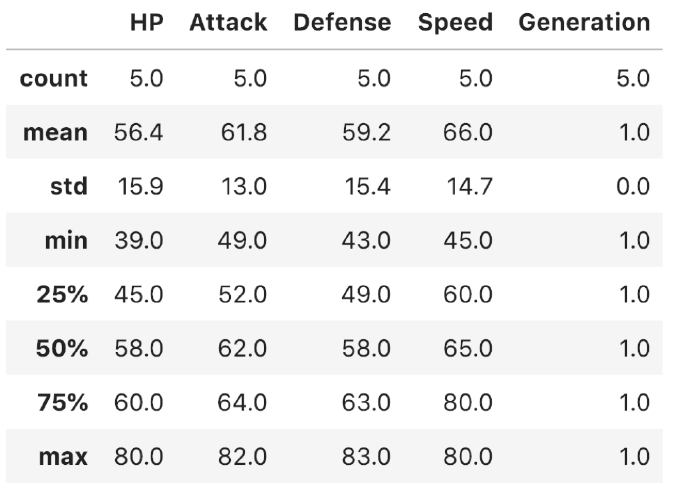 HP Attack Defense Speed Generation
count 5.0 5.0 5.0 5.0 5.0
mean 56.4 61.8 59.2 66.0 1.0
std 15.9 13.0 15.4 14.7 0.0
min 39.0 49.0 43.0 45.0 1.0
25% 45.0 52.0 49.0 60.0 1.0
50% 58.0 62.0 58.0 65.0 1.0
75% 60.0 64.0 63.0 80.0 1.0
max 80.0 82.0 83.0 80.0 1.0